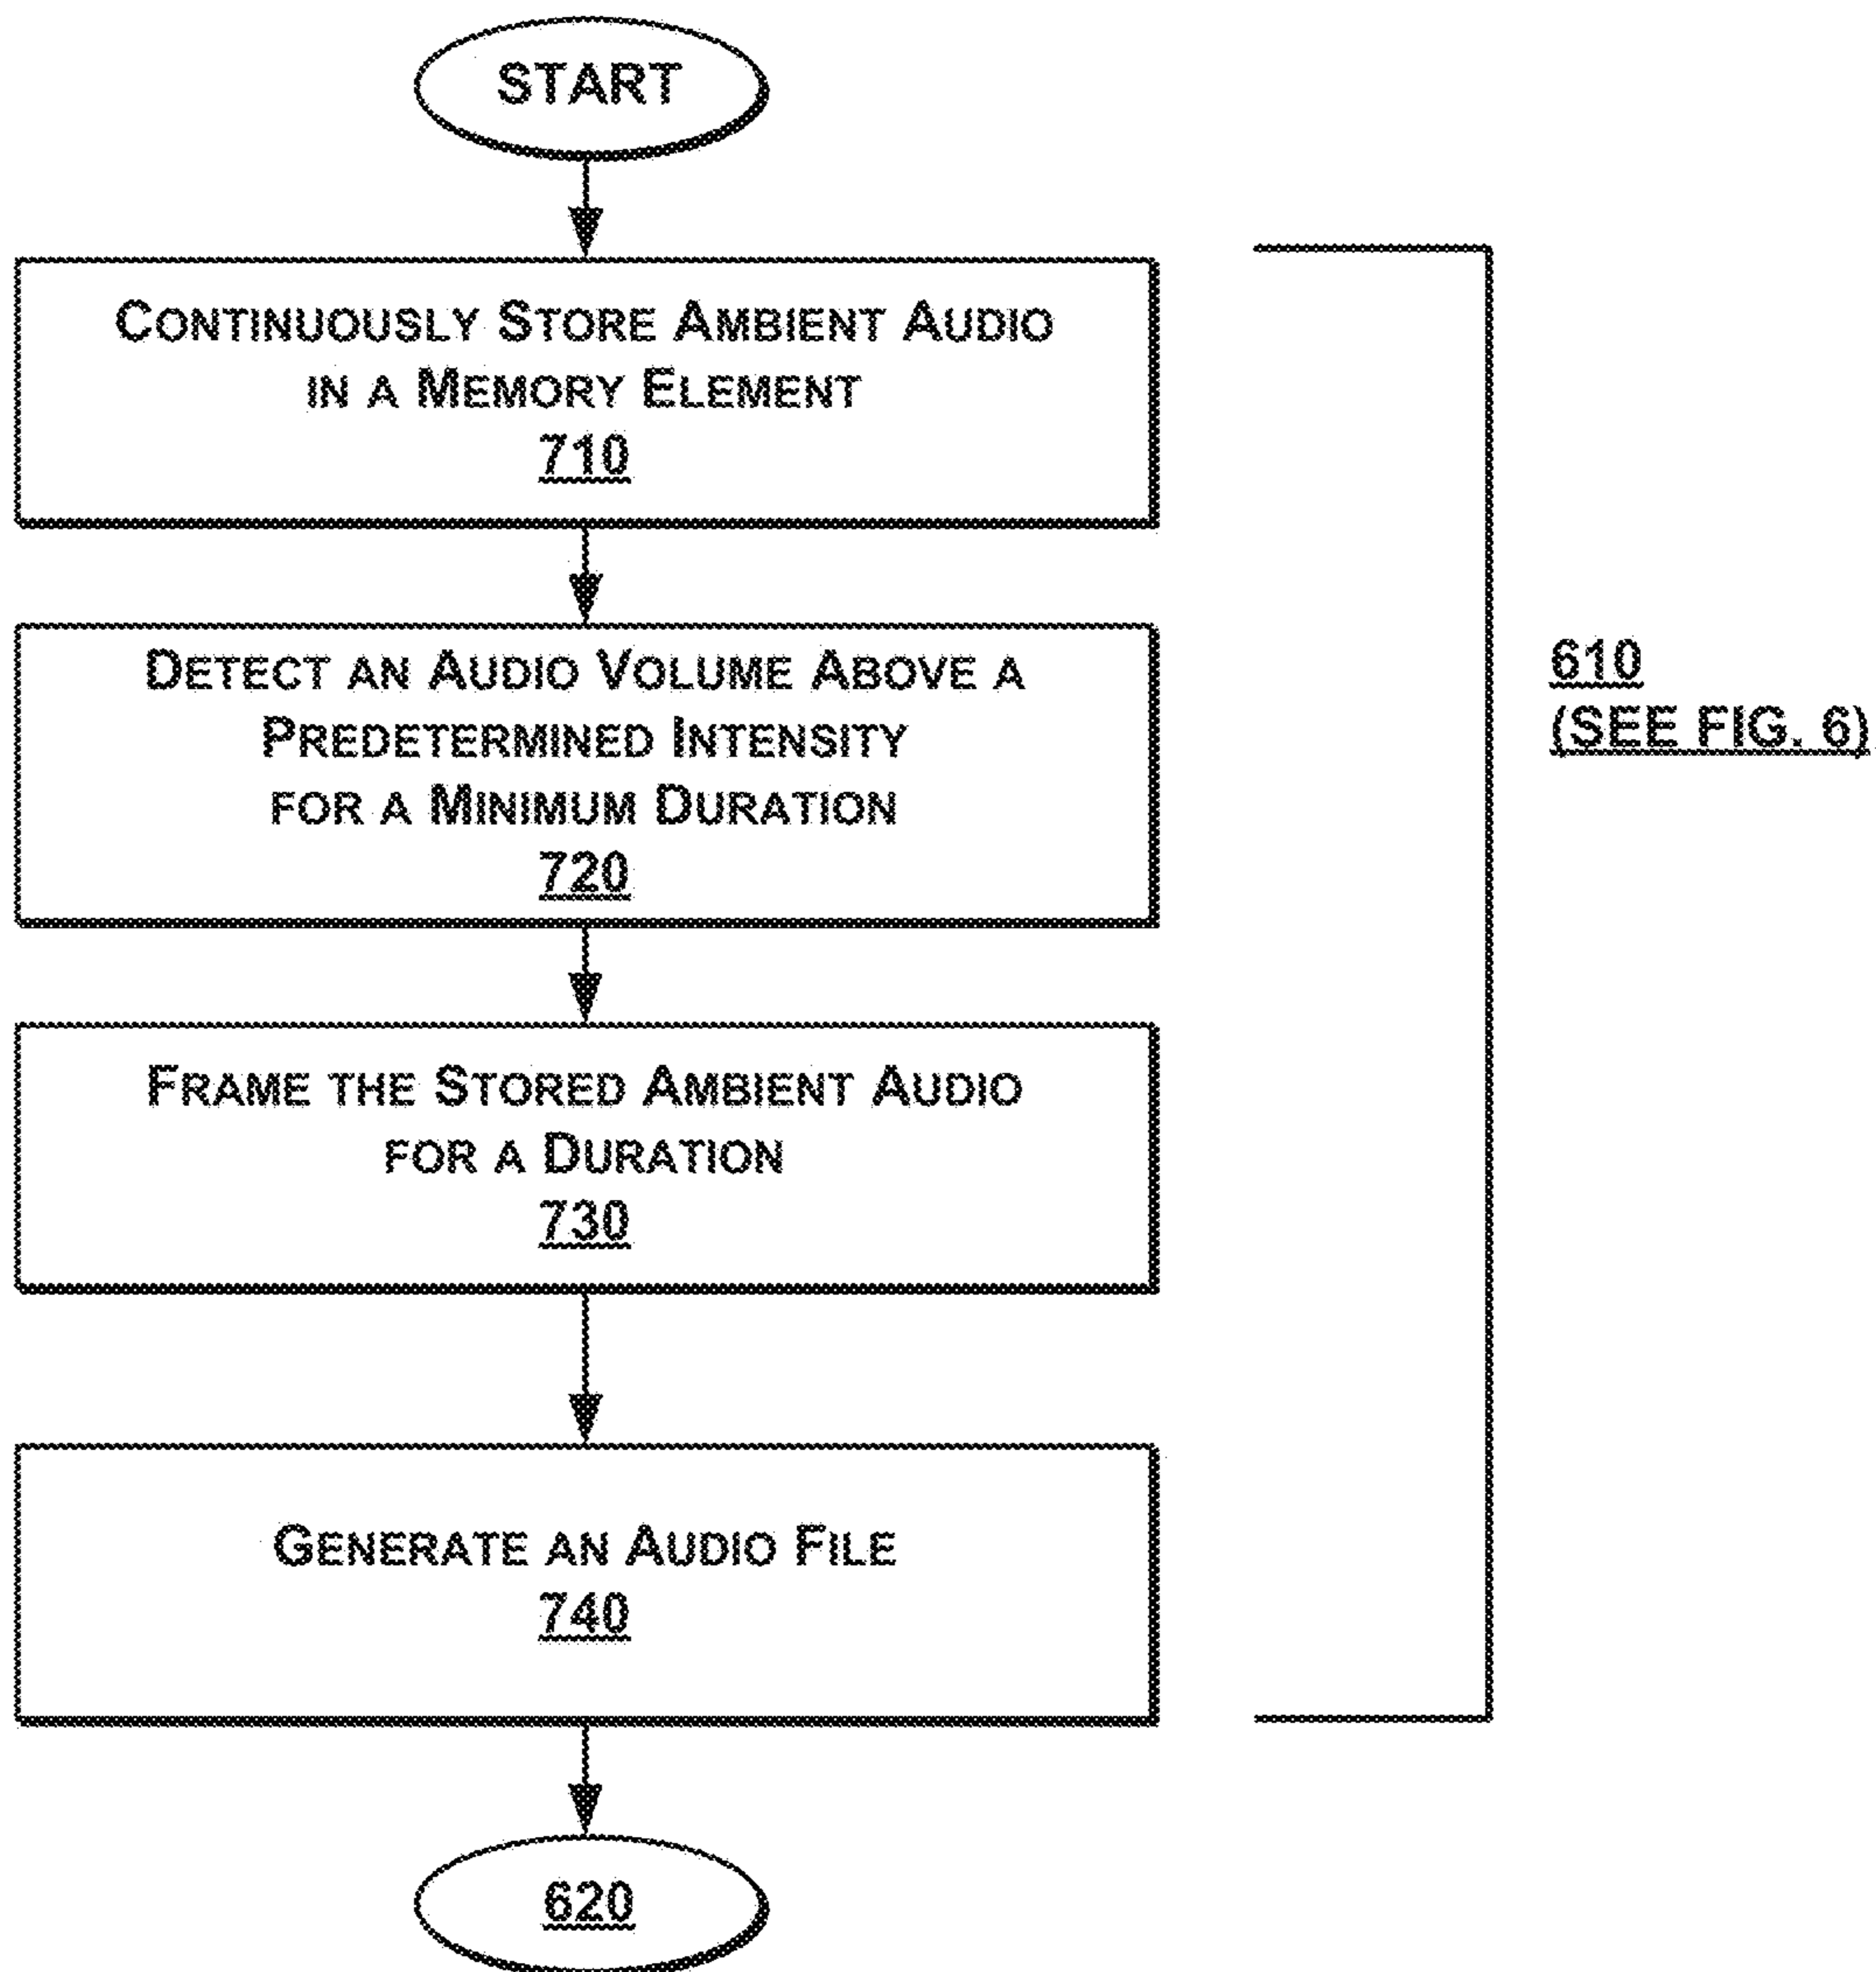 START
CONTINUOUSLY STORE AMBIENT AUDIO
IN A MEMORY ELEMENT
710
DETECT AN AUDIO VOLUME ABOVE A
PREDETERMINED INTENSITY
FOR A MINIMUM DURATION
720
610
(SEE FIG. 6)
FRAME THE STORED AMBIENT AUDIO
FOR A DURATION
730
GENERATE AN AUDIO FILE
740
620